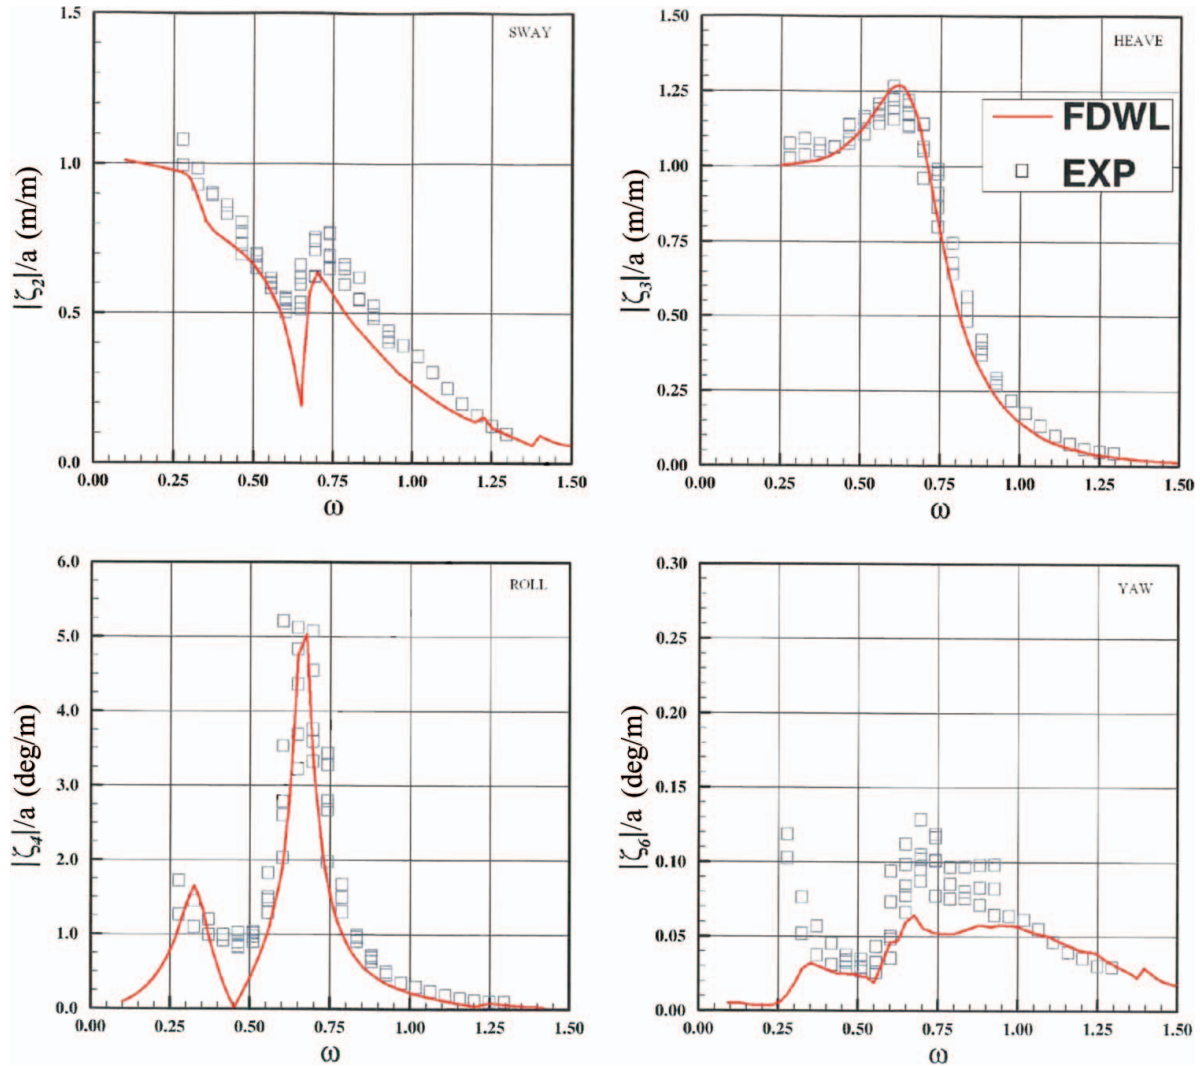 SWAY
|ζ2|/a (m/m)
1.5
1.0
0.5
0.0
0.00 0.25 0.50 0.75 1.00 1.25 1.50
ω
HEAVE
FDWL
EXP
|ζ3|/a (m/m)
1.50
1.25
1.00
0.75
0.50
0.25
0.00
0.00 0.25 0.50 0.75 1.00 1.25 1.50
ω
ROLL
|ζ4|/a (deg/m)
6.0
5.0
4.0
3.0
2.0
1.0
0.0
0.00 0.25 0.50 0.75 1.00 1.25 1.50
ω
YAW
|ζ6|/a (deg/m)
0.30
0.25
0.20
0.15
0.10
0.05
0.00
0.00 0.25 0.50 0.75 1.00 1.25 1.50
ω